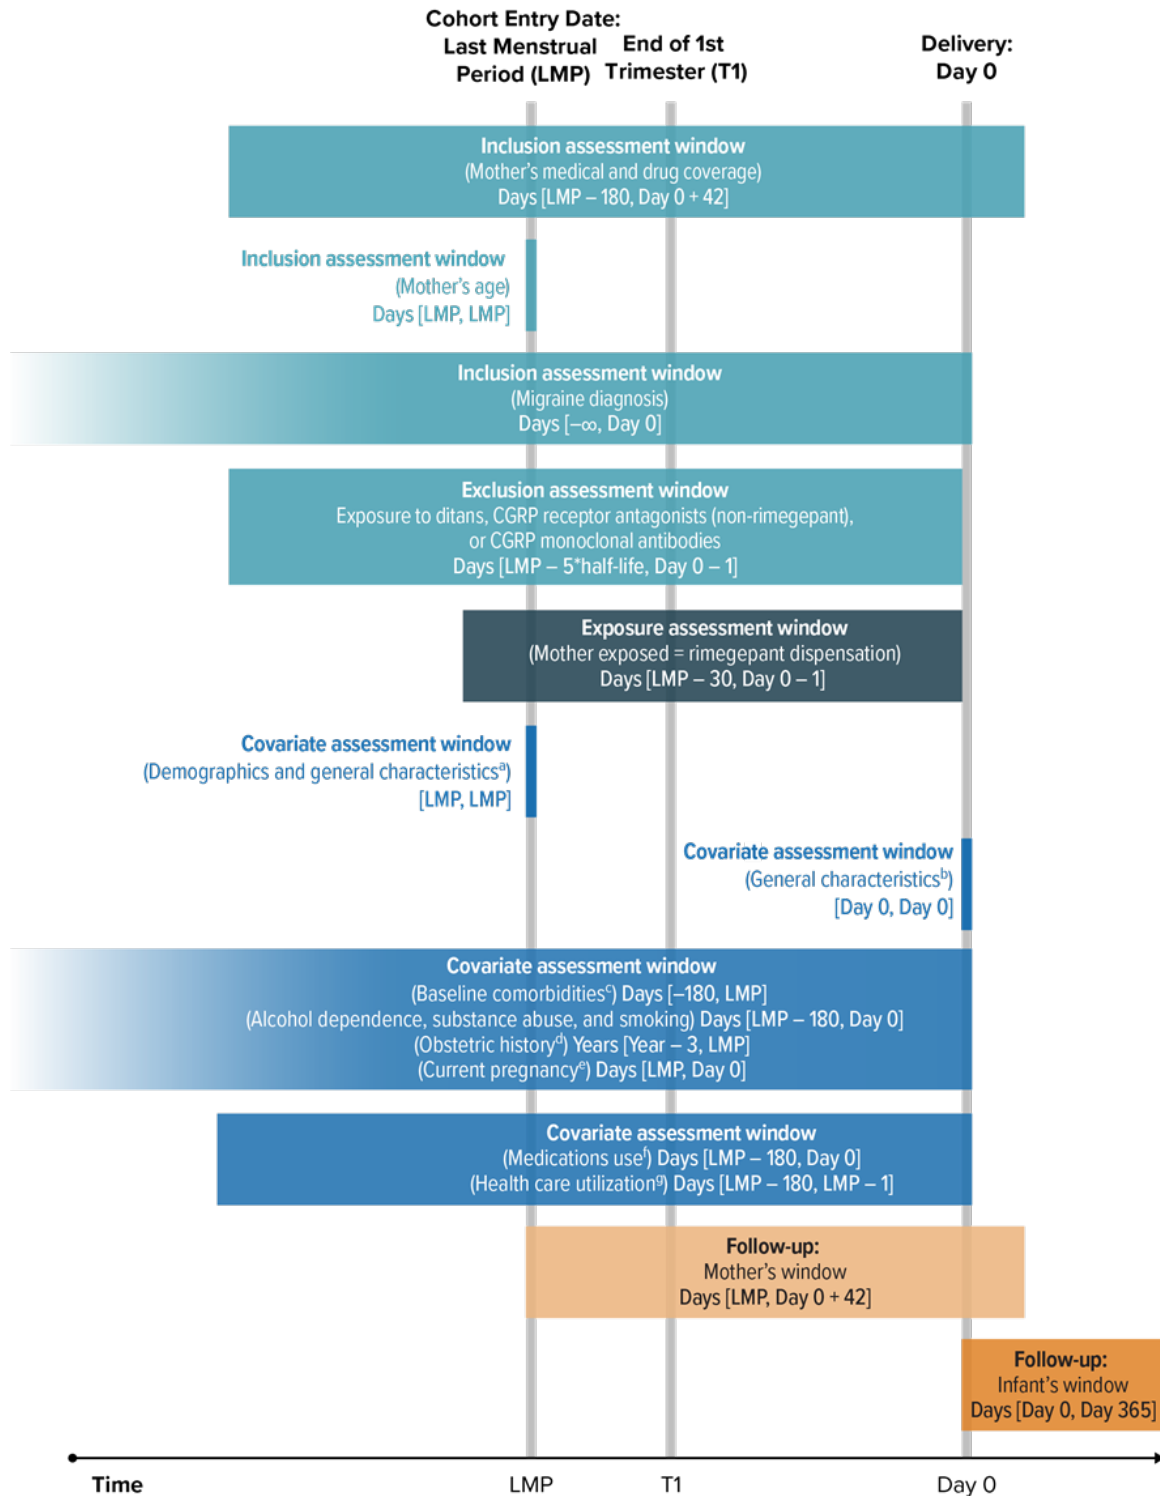 Cohort Entry Date:
Last Menstrual
Period (LMP)
End of 1st
Trimester (T1)
Delivery:
Day 0
Inclusion assessment window
(Mother's medical and drug coverage)
Days [LMP – 180, Day 0 + 42]
Inclusion assessment window
(Mother's age)
Days [LMP, LMP]
Inclusion assessment window
(Migraine diagnosis)
Days [–∞, Day 0]
Exclusion assessment window
Exposure to ditans, CGRP receptor antagonists (non-rimegepant),
or CGRP monoclonal antibodies
Days [LMP – 5*half-life, Day 0 – 1]
Exposure assessment window
(Mother exposed = rimegepant dispensation)
Days [LMP – 30, Day 0 – 1]
Covariate assessment window
(Demographics and general characteristicsᵃ)
[LMP, LMP]
Covariate assessment window
(General characteristicsᵇ)
[Day 0, Day 0]
Covariate assessment window
(Baseline comorbiditiesᶜ) Days [–180, LMP]
(Alcohol dependence, substance abuse, and smoking) Days [LMP – 180, Day 0]
(Obstetric historyᵈ) Years [Year – 3, LMP]
(Current pregnancyᵉ) Days [LMP, Day 0]
Covariate assessment window
(Medications useᶠ) Days [LMP – 180, Day 0]
(Health care utilizationᵍ) Days [LMP – 180, LMP – 1]
Follow-up:
Mother's window
Days [LMP, Day 0 + 42]
Follow-up:
Infant's window
Days [Day 0, Day 365]
Time
LMP
T1
Day 0